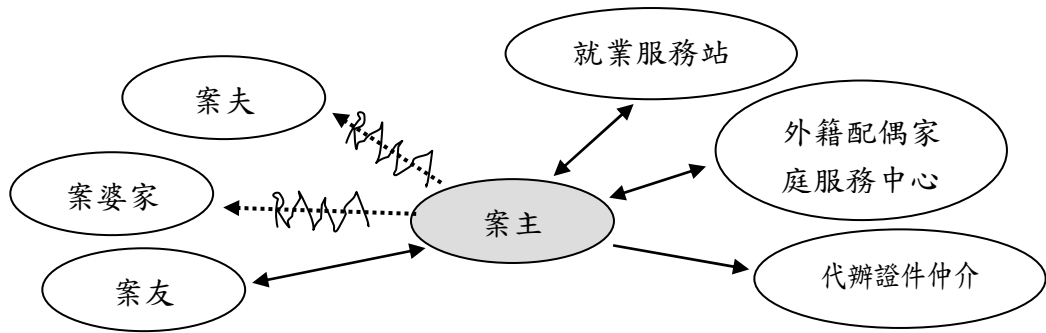 就業服務站
案夫
外籍配偶家
庭服務中心
案婆家
案主
案友
代辦證件仲介